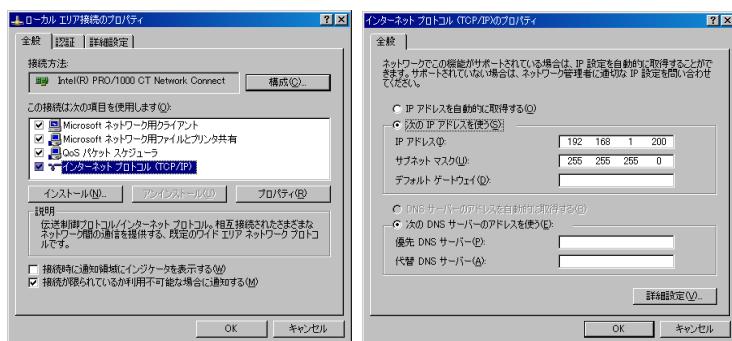 ローカル エリア接続のプロパティ
全般
認証
詳細設定
接続方法:
Intel(R) PRO/1000 CT Network Connect
構成(C)...
この接続は次の項目を使用します(O):
Microsoft ネットワーク用クライアント
Microsoft ネットワーク用ファイルとプリンタ共有
QoS パケット スケジューラ
インターネット プロトコル (TCP/IP)
インストール(N)...
アンインストール(U)
プロパティ(R)
説明
伝送制御プロトコル/インターネット プロトコル。相互接続されたさまざまな
ネットワーク間の通信を提供する、既定のワイド エリア ネットワーク プロトコ
ルです。
接続時に通知領域にインジケータを表示する(W)
接続が限られているか利用不可能な場合に通知する(M)
OK
キャンセル
インターネット プロトコル (TCP/IP)のプロパティ
全般
ネットワークでこの機能がサポートされている場合は、IP 設定を自動的に取得することがで
きます。サポートされていない場合は、ネットワーク管理者に適切な IP 設定を問い合わせ
てください。
IP アドレスを自動的に取得する(O)
次の IP アドレスを使う(S):
IP アドレス(I):
192 168 1 200
サブネット マスク(U):
255 255 255 0
デフォルト ゲートウェイ(D):
DNS サーバーのアドレスを自動的に取得する(B)
次の DNS サーバーのアドレスを使う(E):
優先 DNS サーバー(P):
代替 DNS サーバー(A):
詳細設定(V)...
OK
キャンセル